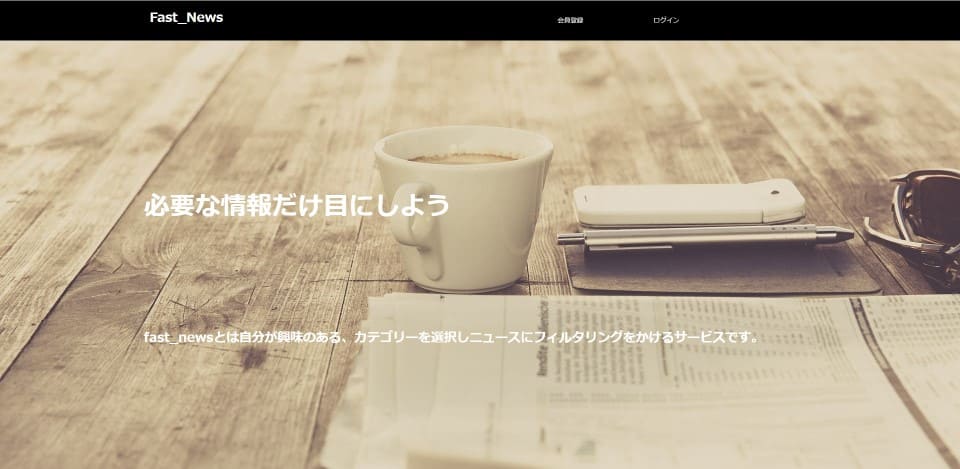 Fast_News
会員登録
ログイン
必要な情報だけ目にしよう
fast_newsとは自分が興味のある、カテゴリーを選択しニュースにフィルタリングをかけるサービスです。